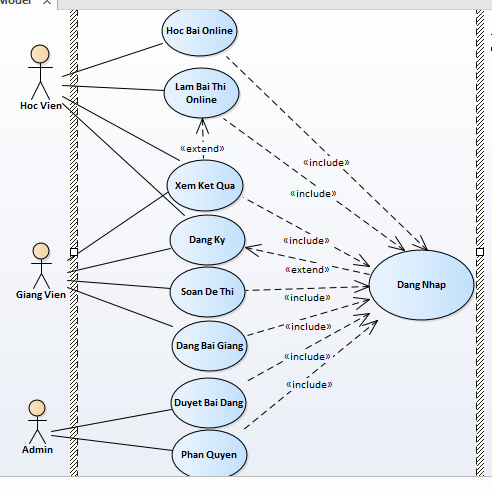 Model X
Hoc Bai Online
Hoc Vien
Lam Bai Thi
Online
«extend»
«include»
Xem Ket Qua
«include»
Dang Ky
«include»
«extend»
Giang Vien
Soan De Thi
Dang Nhap
«include»
Dang Bai Giang
«include»
«include»
Duyet Bai Dang
«include»
Admin
Phan Quyen